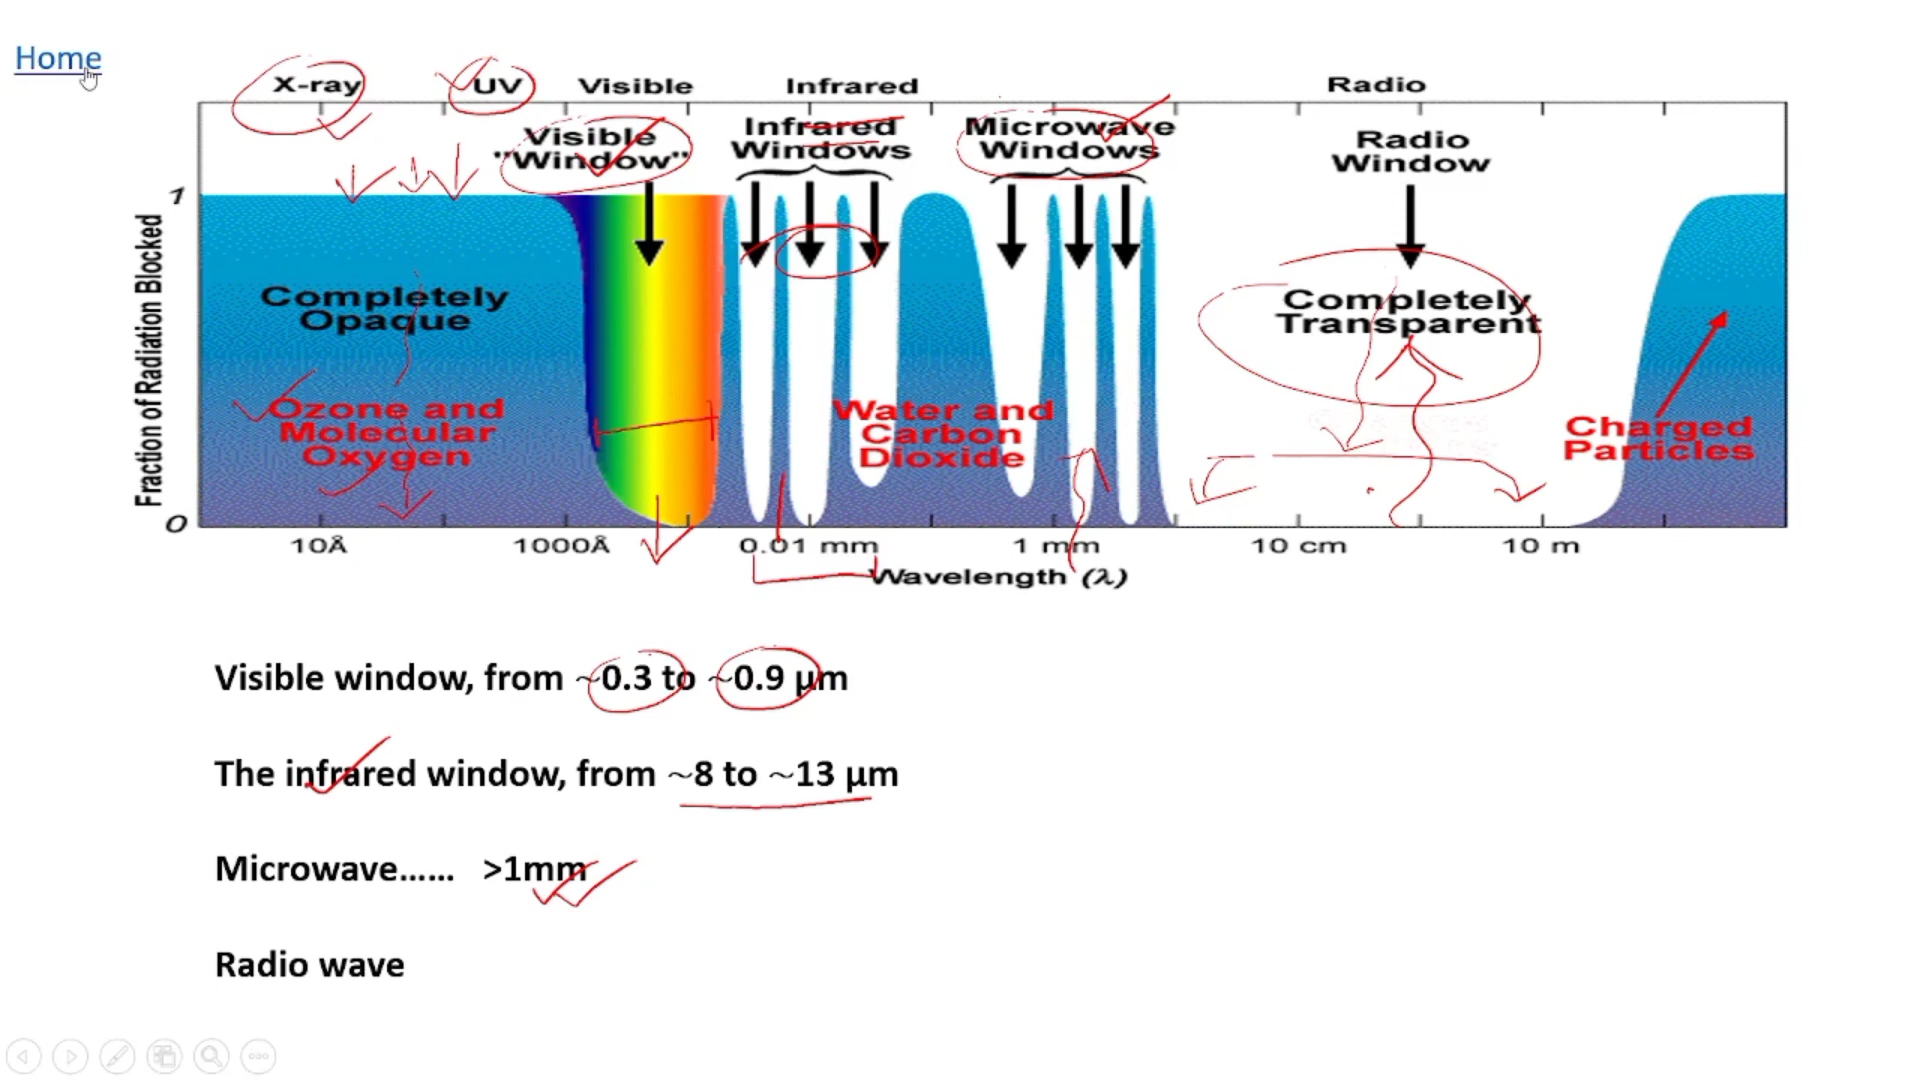 Home
X-ray UV Visible Infrared Radio
Visible "Window"
Infrared Windows
Microwave Windows
Radio Window
1
Fraction of Radiation Blocked
Completely Opaque
Completely Transparent
Ozone and Molecular Oxygen
Water and Carbon Dioxide
Charged Particles
0
10Å 1000Å 0.01 mm 1 mm 10 cm 10 m
Wavelength (λ)
Visible window, from ~0.3 to ~0.9 µm
The infrared window, from ~8 to ~13 µm
Microwave...... >1mm
Radio wave